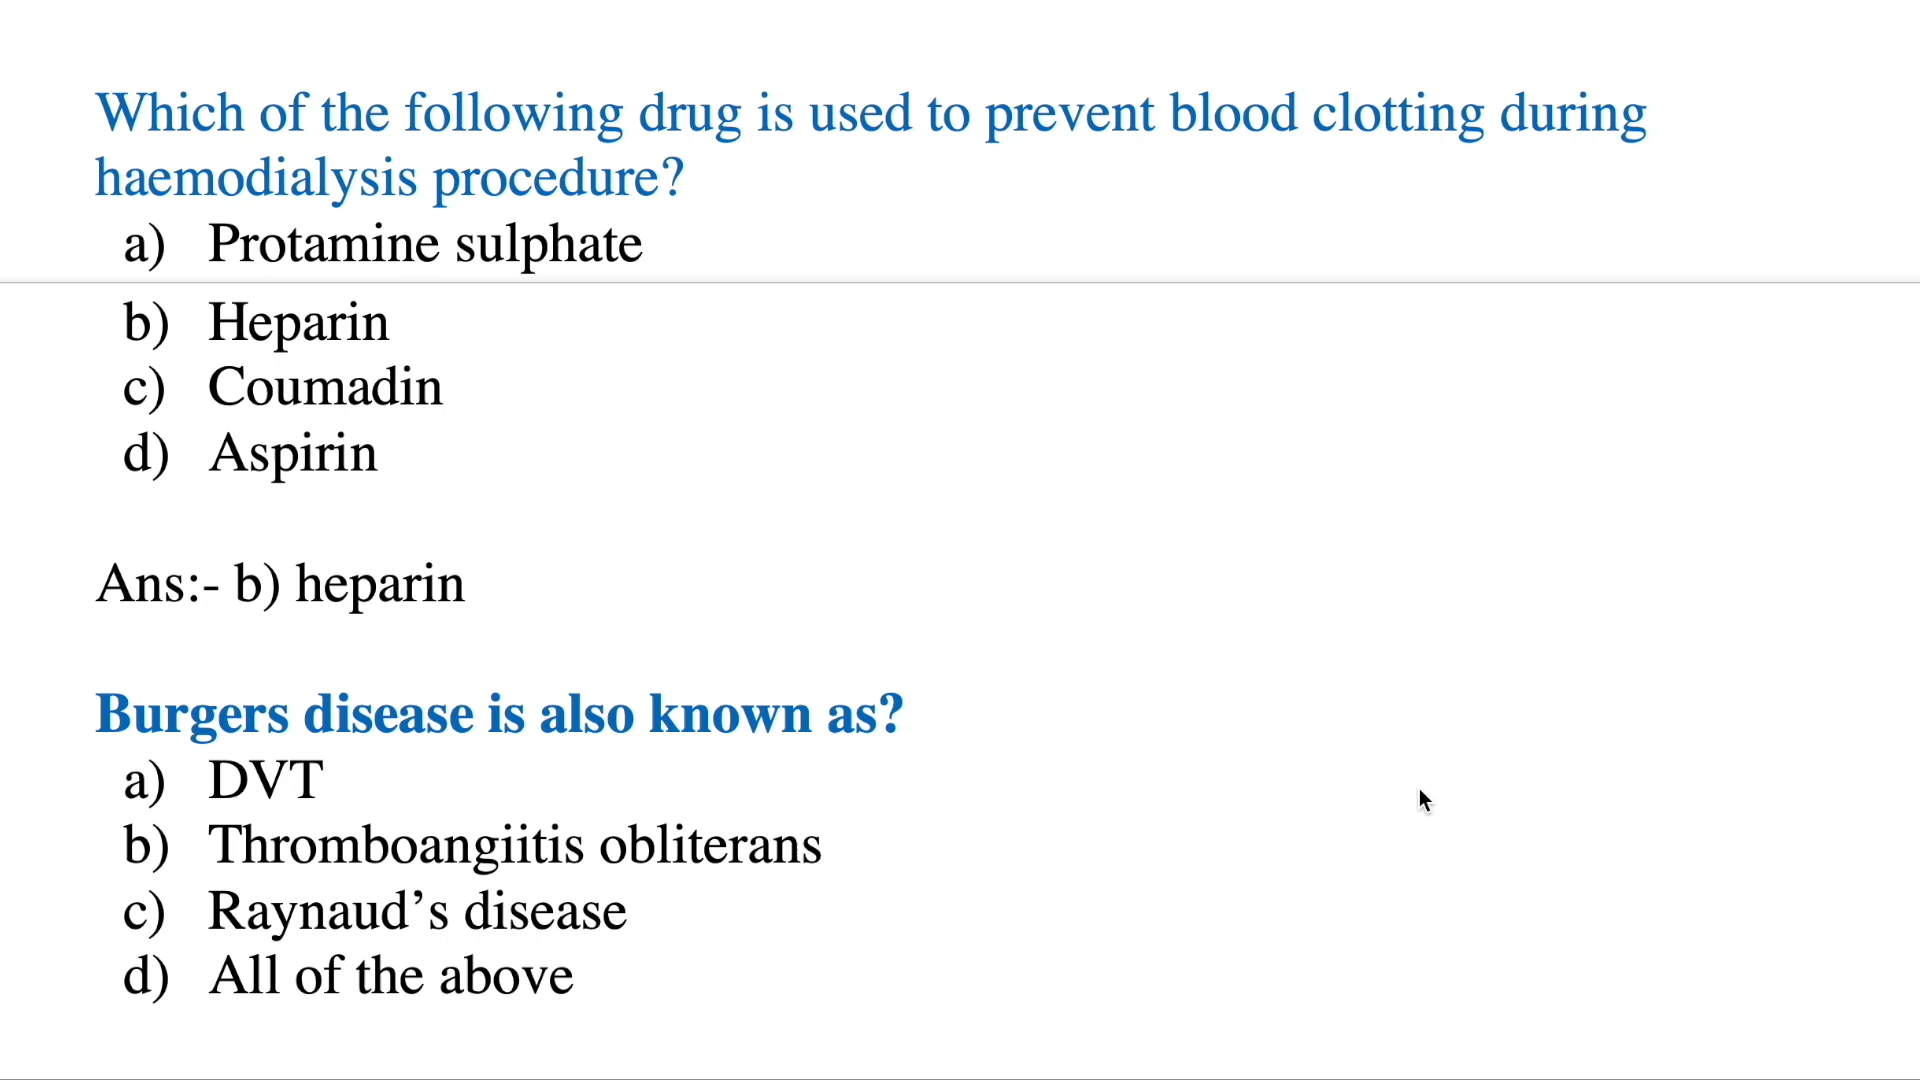 Which of the following drug is used to prevent blood clotting during
haemodialysis procedure?
a) Protamine sulphate
b) Heparin
c) Coumadin
d) Aspirin
Ans:- b) heparin
Burgers disease is also known as?
a) DVT
b) Thromboangiitis obliterans
c) Raynaud’s disease
d) All of the above